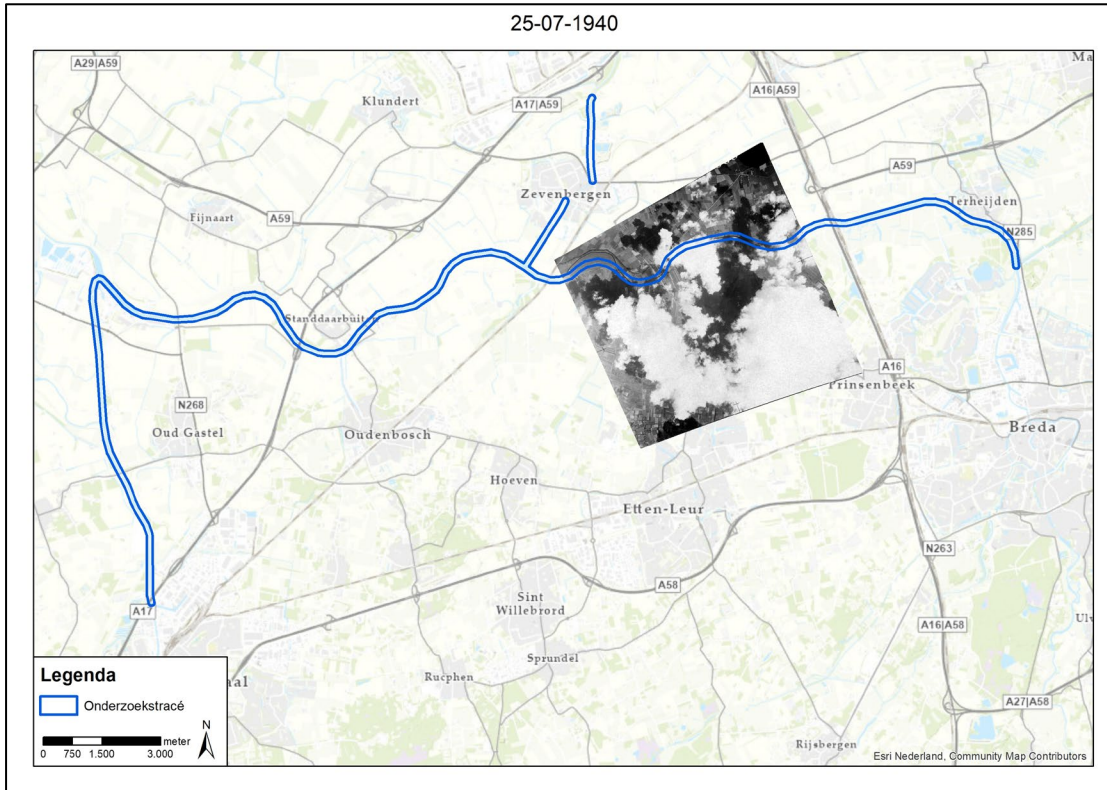 25-07-1940
A29|A59
Ma
Klundert
A17|A59
A16|A59
A59
Zevenbergen
Terheijden
Fijnaart
A59
N285
Standdaarbuiten
A16
Prinsenbeek
N268
Oud Gastel
Oudenbosch
Breda
Hoeven
Etten-Leur
N263
A58
Sint
Willebrord
A17
A16|A58
Ulv
Sprundel
Legenda
Rucphen
aal
Onderzoekstracé
A27|A58
N
meter
0 750 1.500 3.000
Rijsbergen
Esri Nederland, Community Map Contributors